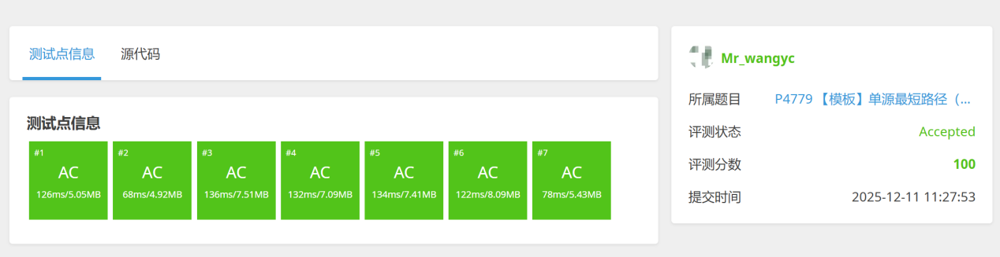 测试点信息 源代码
测试点信息
#1 #2 #3 #4 #5 #6 #7
AC AC AC AC AC AC AC
126ms/5.05MB 68ms/4.92MB 136ms/7.51MB 132ms/7.09MB 134ms/7.41MB 122ms/8.09MB 78ms/5.43MB
Mr_wangyc
所属题目 P4779 【模板】单源最短路径（...
评测状态 Accepted
评测分数 100
提交时间 2025-12-11 11:27:53